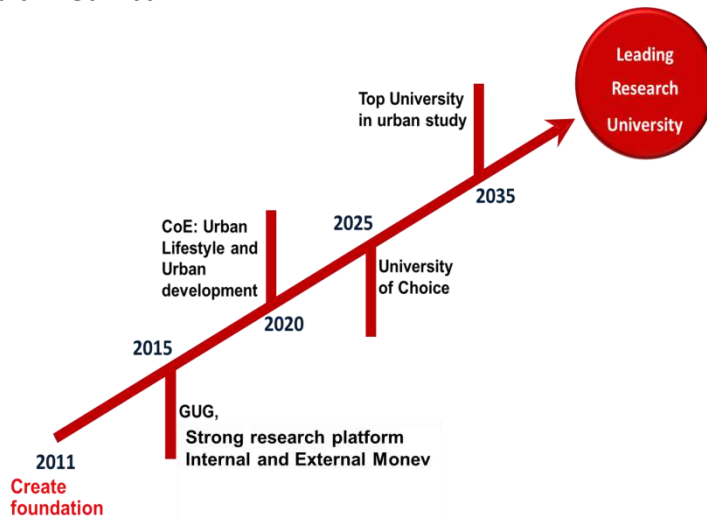 Leading
Research
University
Top University
in urban study
2035
CoE: Urban
Lifestyle and
Urban
development
2025
University
of Choice
2020
2015
GUG,
Strong research platform
Internal and External Monev
2011
Create
foundation